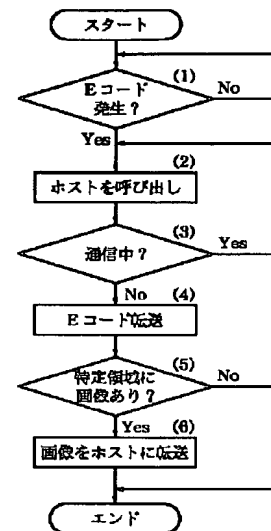 スタート
(1)
Eコード
発生？
No
Yes
(2)
ホストを呼び出し
(3)
通信中？
Yes
No
(4)
Eコード転送
(5)
特定領域に
画像あり？
No
Yes
(6)
画像をホストに転送
エンド